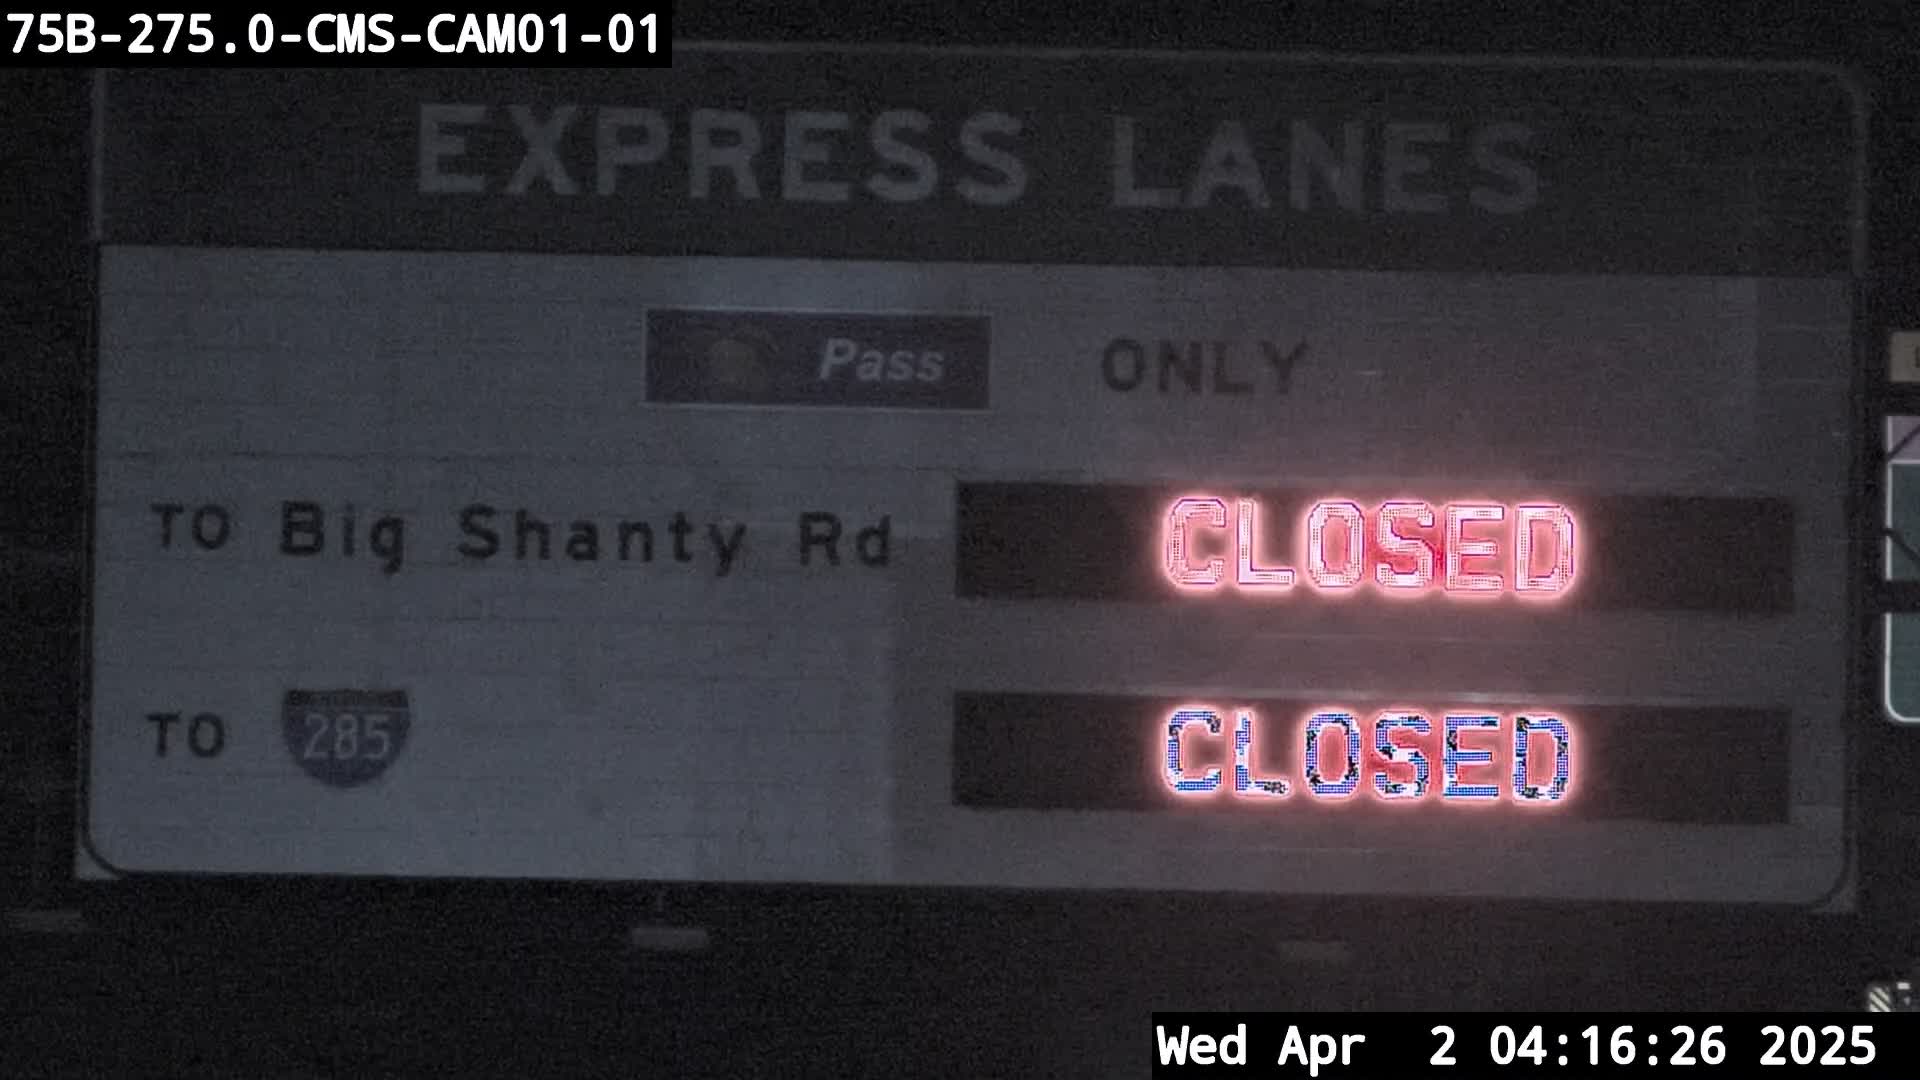 75B-275.0-CMS-CAM01-01
EXPRESS LANES
Pass ONLY
TO Big Shanty Rd CLOSED
TO 285 CLOSED
Wed Apr 2 04:16:26 2025